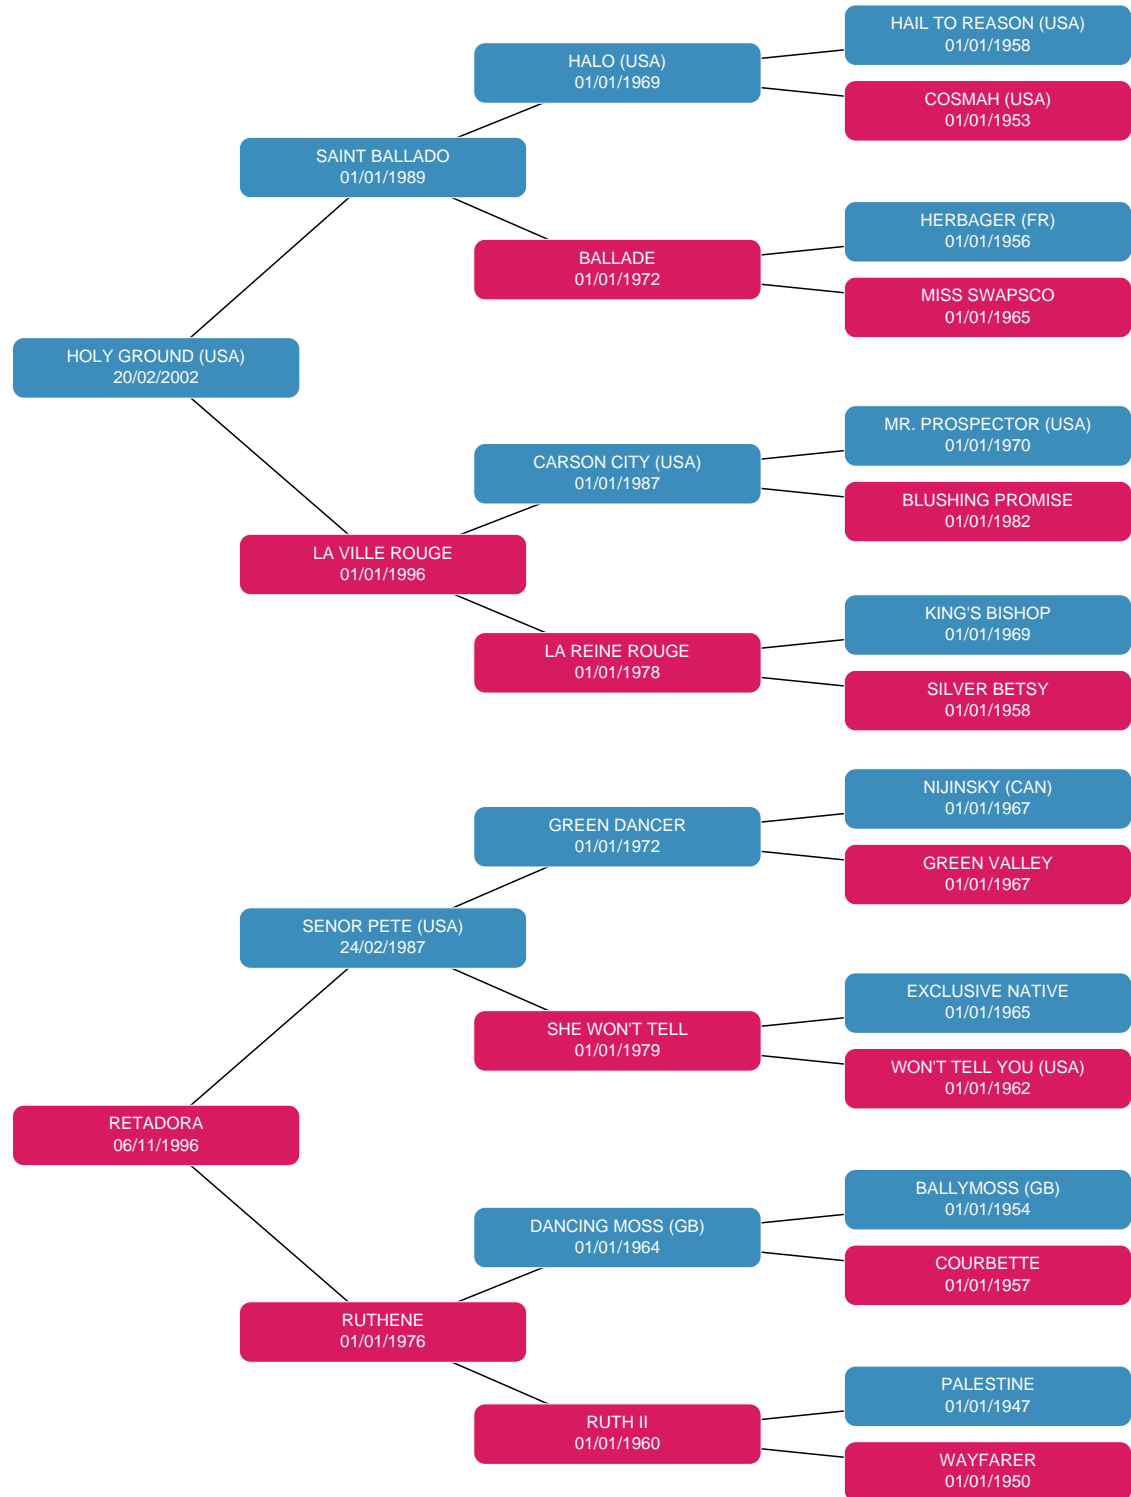 HAIL TO REASON (USA)
01/01/1958
HALO (USA)
01/01/1969
COSMAH (USA)
01/01/1953
SAINT BALLADO
01/01/1989
HERBAGER (FR)
01/01/1956
BALLADE
01/01/1972
MISS SWAPSCO
01/01/1965
HOLY GROUND (USA)
20/02/2002
MR. PROSPECTOR (USA)
01/01/1970
CARSON CITY (USA)
01/01/1987
BLUSHING PROMISE
01/01/1982
LA VILLE ROUGE
01/01/1996
KING'S BISHOP
01/01/1969
LA REINE ROUGE
01/01/1978
SILVER BETSY
01/01/1958
NIJINSKY (CAN)
01/01/1967
GREEN DANCER
01/01/1972
GREEN VALLEY
01/01/1967
SENOR PETE (USA)
24/02/1987
EXCLUSIVE NATIVE
01/01/1965
SHE WON'T TELL
01/01/1979
WON'T TELL YOU (USA)
01/01/1962
RETADORA
06/11/1996
BALLYMOSS (GB)
01/01/1954
DANCING MOSS (GB)
01/01/1964
COURBETTE
01/01/1957
RUTHENE
01/01/1976
PALESTINE
01/01/1947
RUTH II
01/01/1960
WAYFARER
01/01/1950